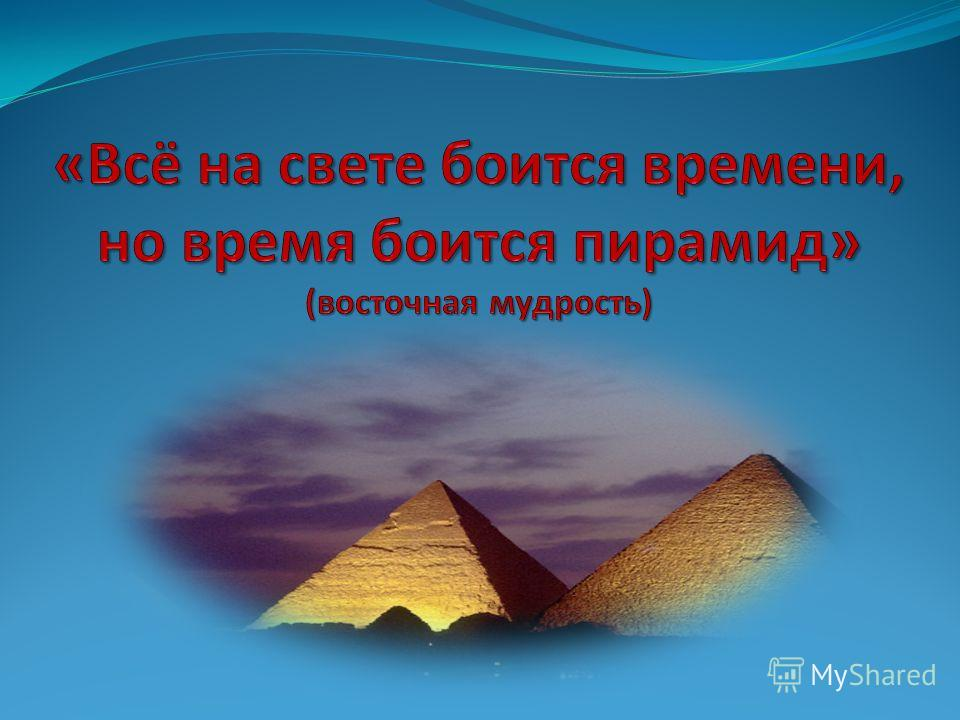 «Всё на свете боится времени,
но время боится пирамид»
(восточная мудрость)
MyShared